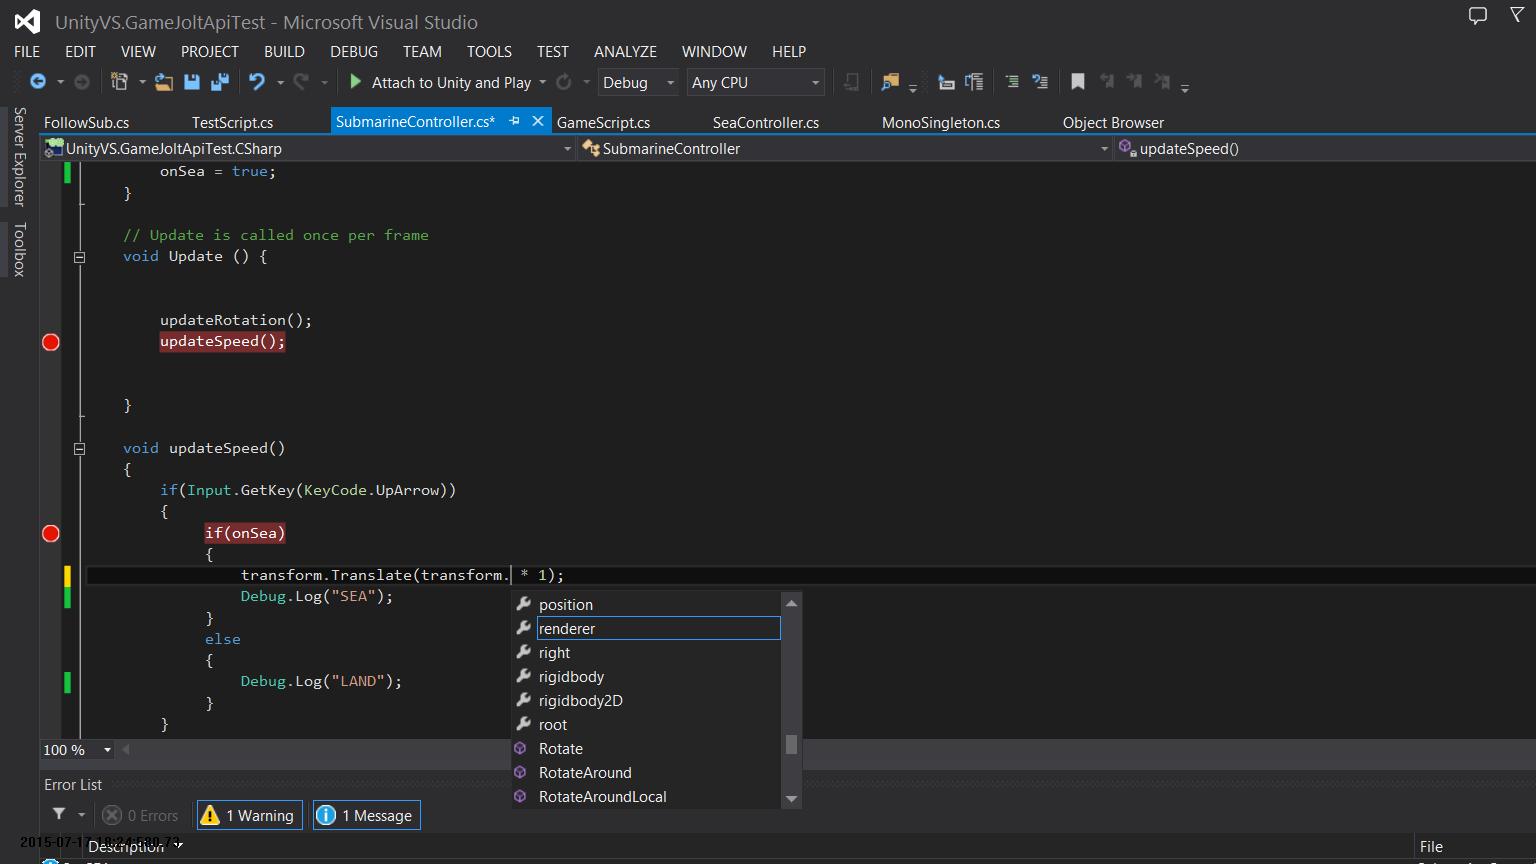 UnityVS.GameJoltApiTest - Microsoft Visual Studio
FILE EDIT VIEW PROJECT BUILD DEBUG TEAM TOOLS TEST ANALYZE WINDOW HELP
Attach to Unity and Play Debug Any CPU
Server Explorer
Toolbox
FollowSub.cs TestScript.cs SubmarineController.cs* GameScript.cs SeaController.cs MonoSingleton.cs Object Browser
UnityVS.GameJoltApiTest.CSharp SubmarineController updateSpeed()
onSea = true;
}
// Update is called once per frame
void Update () {
updateRotation();
updateSpeed();
}
void updateSpeed()
{
if(Input.GetKey(KeyCode.UpArrow))
{
if(onSea)
{
transform.Translate(transform. * 1);
Debug.Log("SEA");
}
else
{
Debug.Log("LAND");
}
}
position
renderer
right
rigidbody
rigidbody2D
root
Rotate
RotateAround
RotateAroundLocal
100 %
Error List
0 Errors 1 Warning 1 Message
Description File